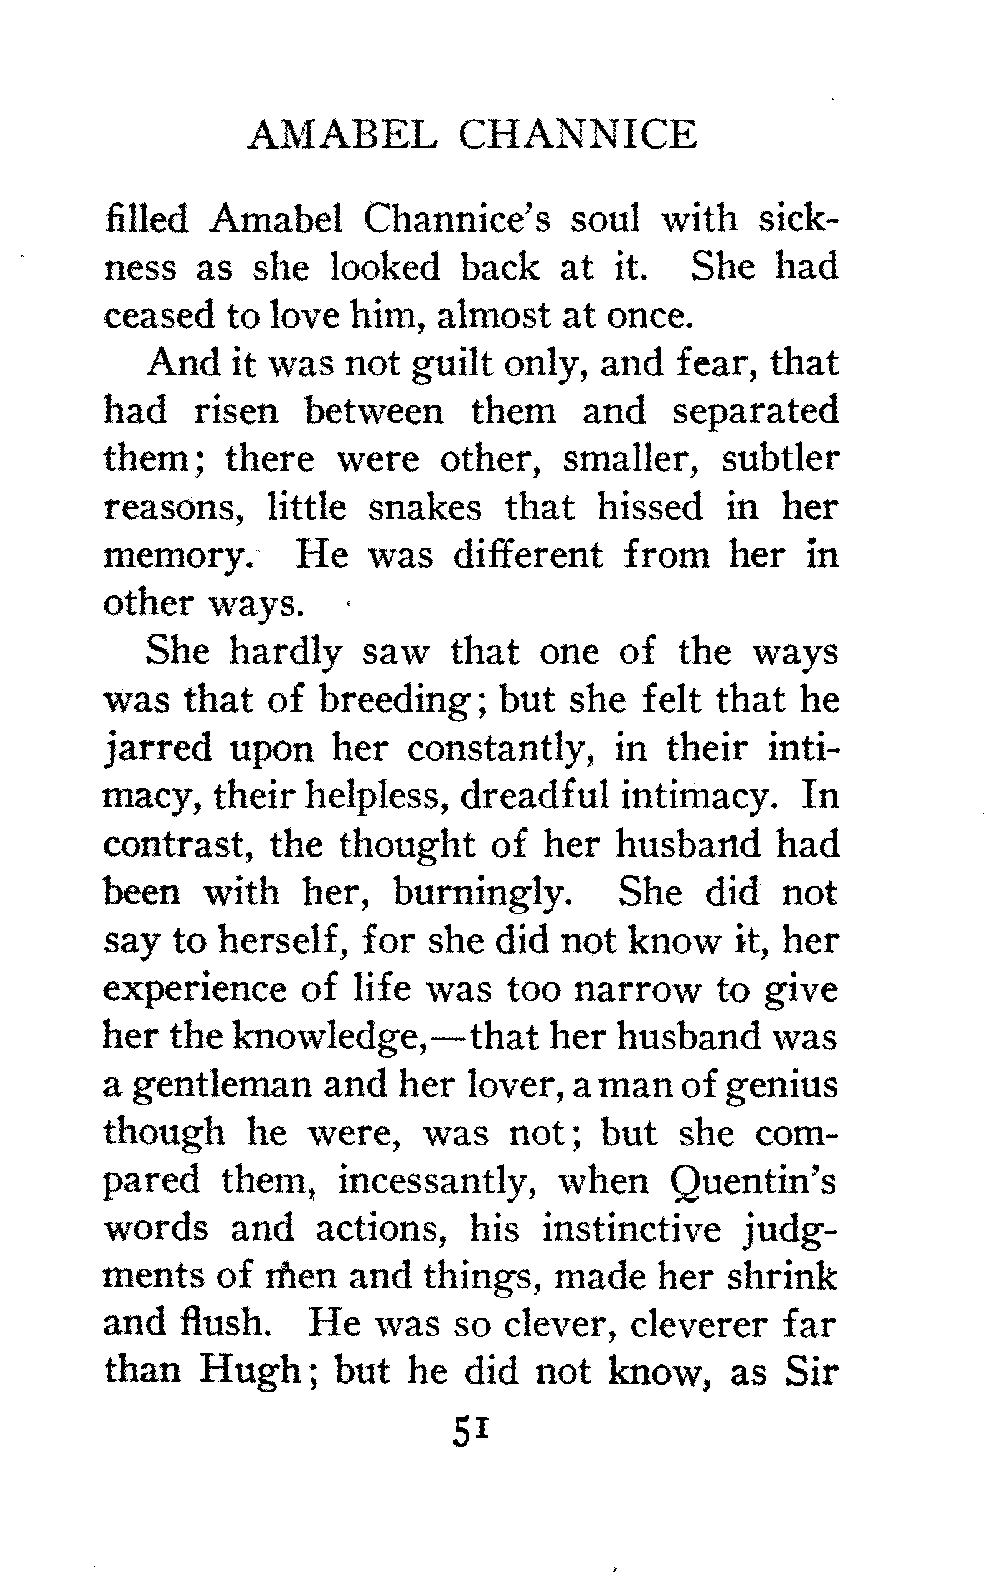 AMABEL CHANNICE
filled Amabel Channice's soul with sick-
ness as she looked back at it. She had
ceased to love him, almost at once.
And it was not guilt only, and fear, that
had risen between them and separated
them; there were other, smaller, subtler
reasons, little snakes that hissed in her
memory. He was different from her in
other ways.
She hardly saw that one of the ways
was that of breeding; but she felt that he
jarred upon her constantly, in their inti-
macy, their helpless, dreadful intimacy. In
contrast, the thought of her husband had
been with her, burningly. She did not
say to herself, for she did not know it, her
experience of life was too narrow to give
her the knowledge,—that her husband was
a gentleman and her lover, a man of genius
though he were, was not; but she com-
pared them, incessantly, when Quentin's
words and actions, his instinctive judg-
ments of men and things, made her shrink
and flush. He was so clever, cleverer far
than Hugh; but he did not know, as Sir
51